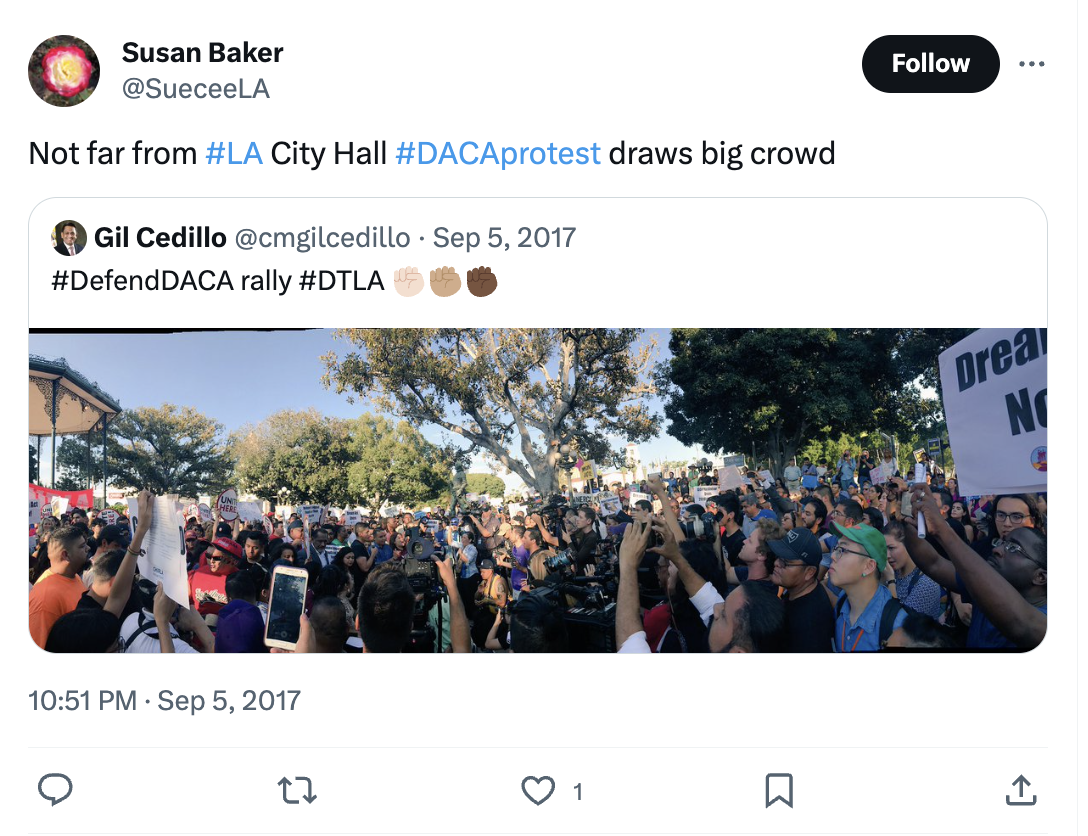 Susan Baker
@SueceeLA
Follow
Not far from #LA City Hall #DACAprotest draws big crowd
Gil Cedillo @cmgilcedillo · Sep 5, 2017
#DefendDACA rally #DTLA ✊🏻✊🏽✊🏿
Drea
No
UNITE
HERE!
10:51 PM · Sep 5, 2017
1